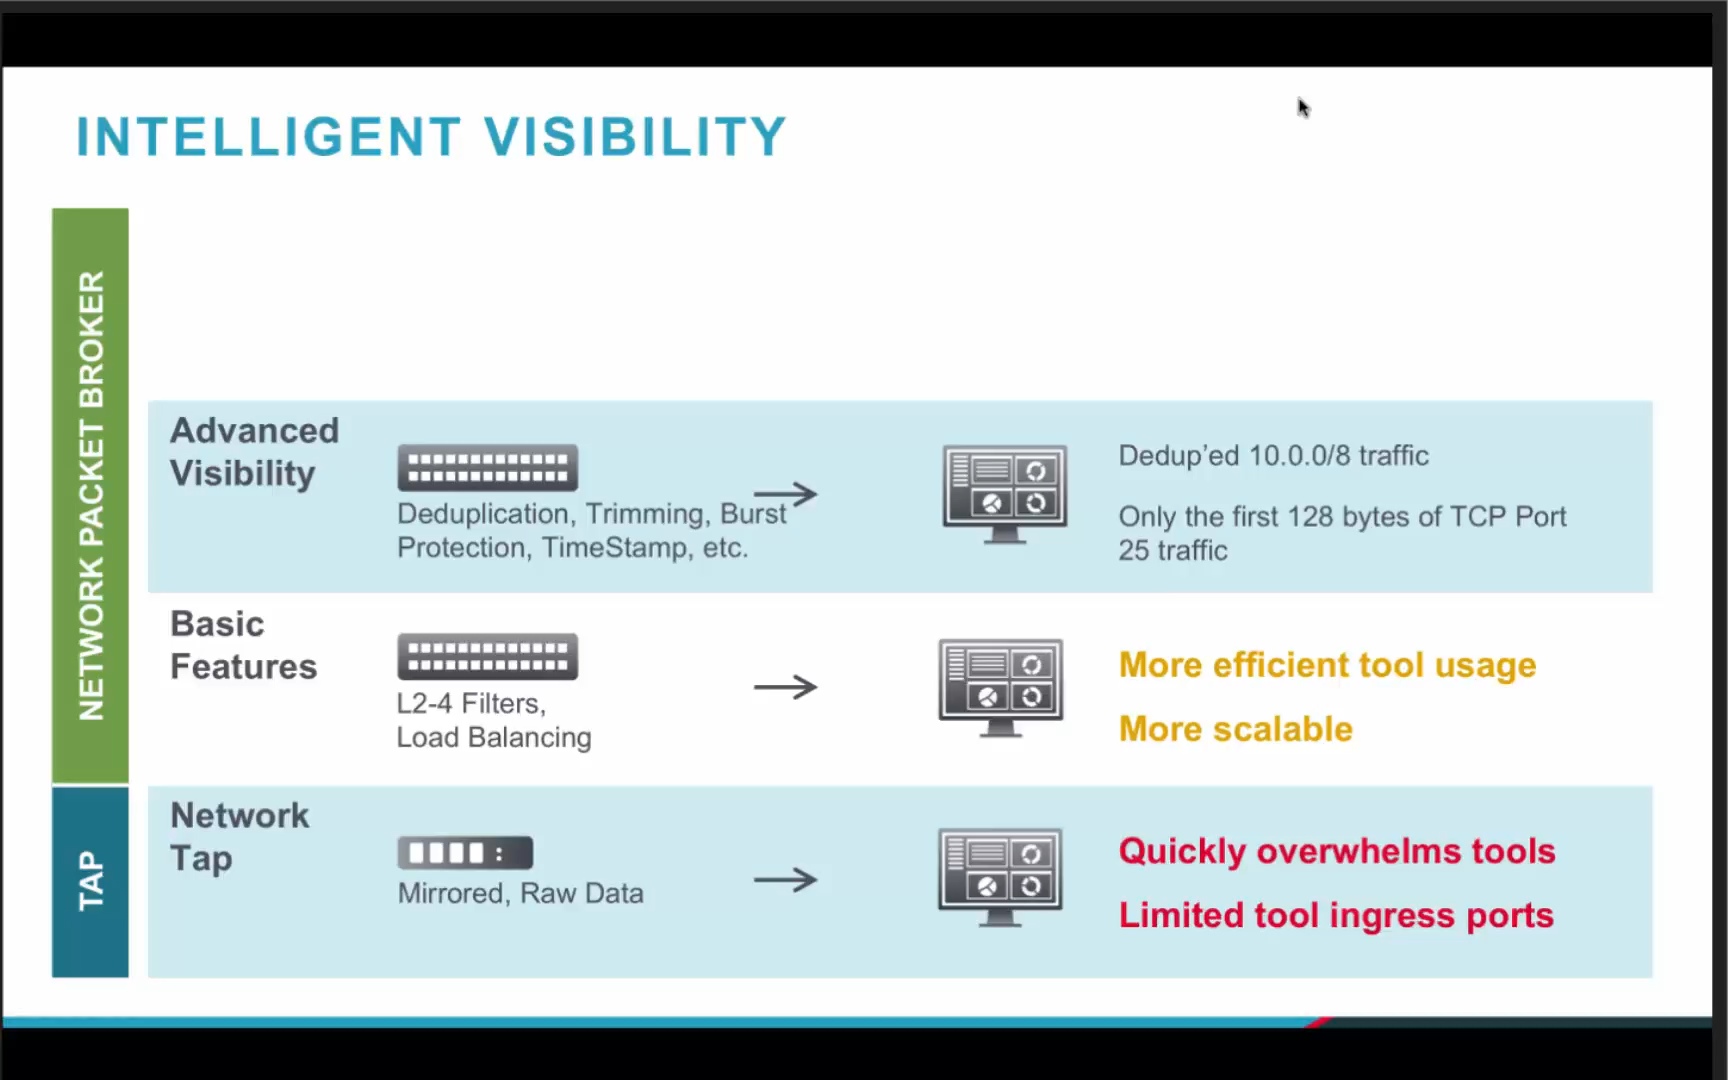 INTELLIGENT VISIBILITY
NETWORK PACKET BROKER
Advanced
Visibility
Deduplication, Trimming, Burst
Protection, TimeStamp, etc.
Dedup’ed 10.0.0/8 traffic
Only the first 128 bytes of TCP Port
25 traffic
Basic
Features
L2-4 Filters,
Load Balancing
More efficient tool usage
More scalable
TAP
Network
Tap
Mirrored, Raw Data
Quickly overwhelms tools
Limited tool ingress ports